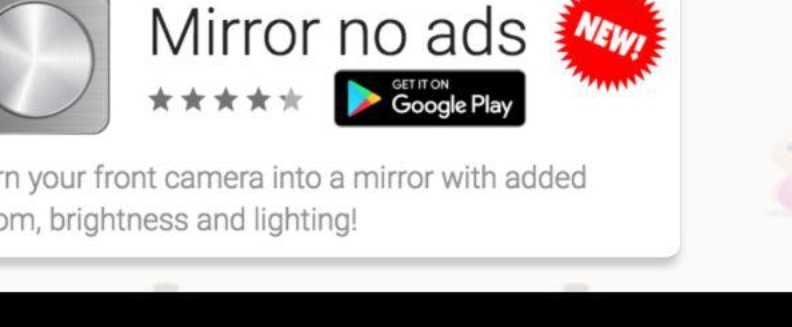 Mirror no ads
NEW!
GET IT ON
Google Play
rn your front camera into a mirror with added
om, brightness and lighting!